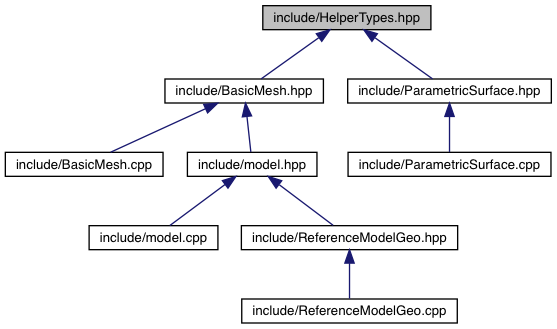 include/HelperTypes.hpp
include/BasicMesh.hpp
include/ParametricSurface.hpp
include/BasicMesh.cpp
include/model.hpp
include/ParametricSurface.cpp
include/model.cpp
include/ReferenceModelGeo.hpp
include/ReferenceModelGeo.cpp